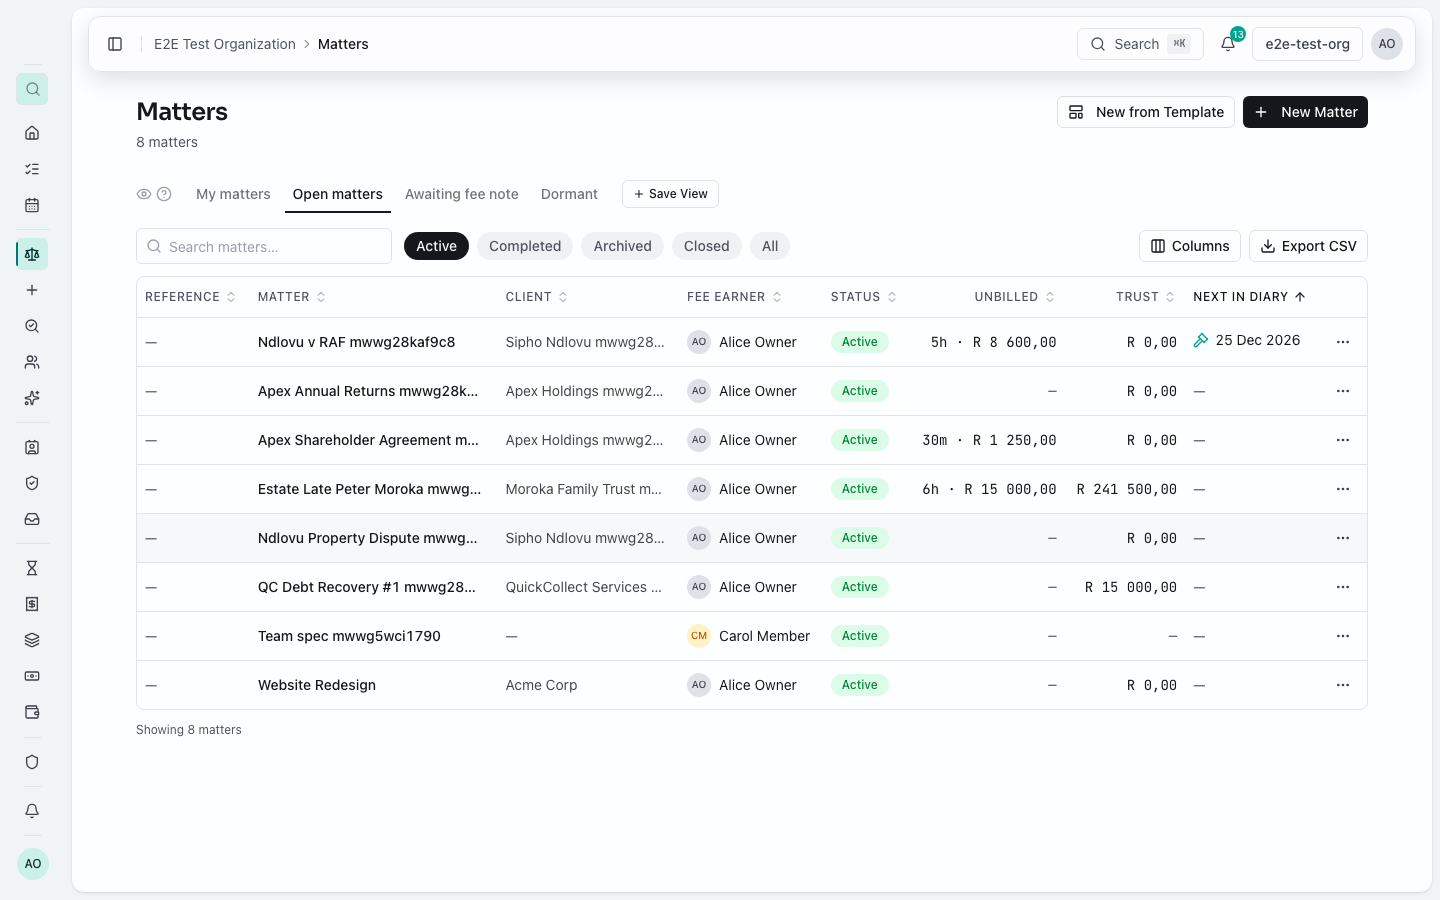 E2E Test Organization > Matters
Search ⌘K
13
e2e-test-org
AO
Matters
8 matters
New from Template
+ New Matter
My matters
Open matters
Awaiting fee note
Dormant
+ Save View
Search matters...
Active
Completed
Archived
Closed
All
Columns
Export CSV
REFERENCE MATTER CLIENT FEE EARNER STATUS UNBILLED TRUST NEXT IN DIARY ↑
— Ndlovu v RAF mwwg28kaf9c8 Sipho Ndlovu mwwg28... AO Alice Owner Active 5h · R 8 600,00 R 0,00 25 Dec 2026 ...
— Apex Annual Returns mwwg28k... Apex Holdings mwwg2... AO Alice Owner Active — R 0,00 — ...
— Apex Shareholder Agreement m... Apex Holdings mwwg2... AO Alice Owner Active 30m · R 1 250,00 R 0,00 — ...
— Estate Late Peter Moroka mwwg... Moroka Family Trust m... AO Alice Owner Active 6h · R 15 000,00 R 241 500,00 — ...
— Ndlovu Property Dispute mwwg... Sipho Ndlovu mwwg28... AO Alice Owner Active — R 0,00 — ...
— QC Debt Recovery #1 mwwg28... QuickCollect Services ... AO Alice Owner Active — R 15 000,00 — ...
— Team spec mwwg5wci1790 — CM Carol Member Active — — — ...
— Website Redesign Acme Corp AO Alice Owner Active — R 0,00 — ...
Showing 8 matters
AO